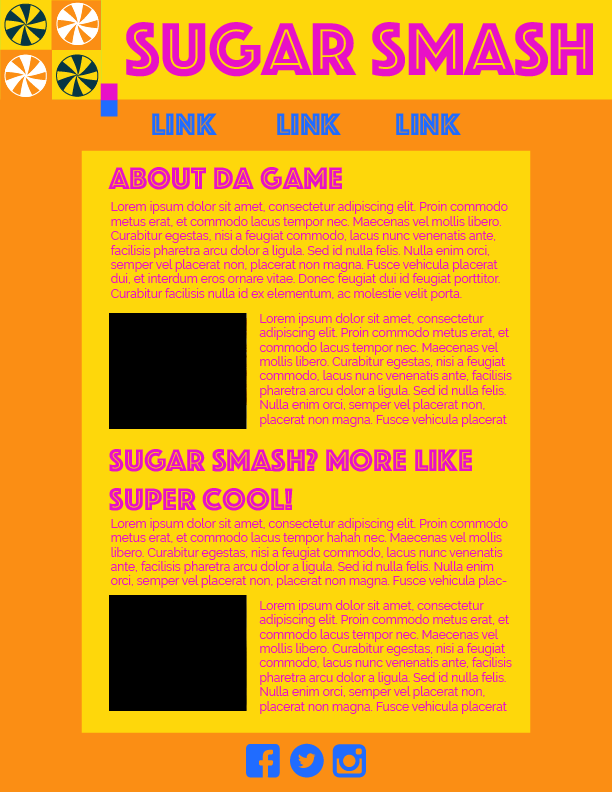 SUGAR SMASH
LINK LINK LINK
ABOUT DA GAME
Lorem ipsum dolor sit amet, consectetur adipiscing elit. Proin commodo
metus erat, et commodo lacus tempor nec. Maecenas vel mollis libero.
Curabitur egestas, nisi a feugiat commodo, lacus nunc venenatis ante,
facilisis pharetra arcu dolor a ligula. Sed id nulla felis. Nulla enim orci,
semper vel placerat non, placerat non magna. Fusce vehicula placerat
dui, et interdum eros ornare vitae. Donec feugiat dui id feugiat porttitor.
Curabitur facilisis nulla id ex elementum, ac molestie velit porta.
Lorem ipsum dolor sit amet, consectetur
adipiscing elit. Proin commodo metus erat, et
commodo lacus tempor nec. Maecenas vel
mollis libero. Curabitur egestas, nisi a feugiat
commodo, lacus nunc venenatis ante, facilisis
pharetra arcu dolor a ligula. Sed id nulla felis.
Nulla enim orci, semper vel placerat non,
placerat non magna. Fusce vehicula placerat
SUGAR SMASH? MORE LIKE
SUPER COOL!
Lorem ipsum dolor sit amet, consectetur adipiscing elit. Proin commodo
metus erat, et commodo lacus tempor hahah nec. Maecenas vel mollis
libero. Curabitur egestas, nisi a feugiat commodo, lacus nunc venenatis
ante, facilisis pharetra arcu dolor a ligula. Sed id nulla felis. Nulla enim
orci, semper vel placerat non, placerat non magna. Fusce vehicula plac-
Lorem ipsum dolor sit amet, consectetur
adipiscing elit. Proin commodo metus erat, et
commodo lacus tempor nec. Maecenas vel
mollis libero. Curabitur egestas, nisi a feugiat
commodo, lacus nunc venenatis ante, facilisis
pharetra arcu dolor a ligula. Sed id nulla felis.
Nulla enim orci, semper vel placerat non,
placerat non magna. Fusce vehicula placerat